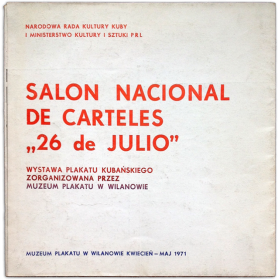 NARODOWA RADA KULTURY KUBY
I MINISTERSTWO KULTURY I SZTUKI PRL
SALON NACIONAL
DE CARTELES
„26 de JULIO”
WYSTAWA PLAKATU KUBAŃSKIEGO
ZORGANIZOWANA PRZEZ
MUZEUM PLAKATU W WILANOWIE
MUZEUM PLAKATU W WILANOWIE KWIECIEŃ – MAJ 1971